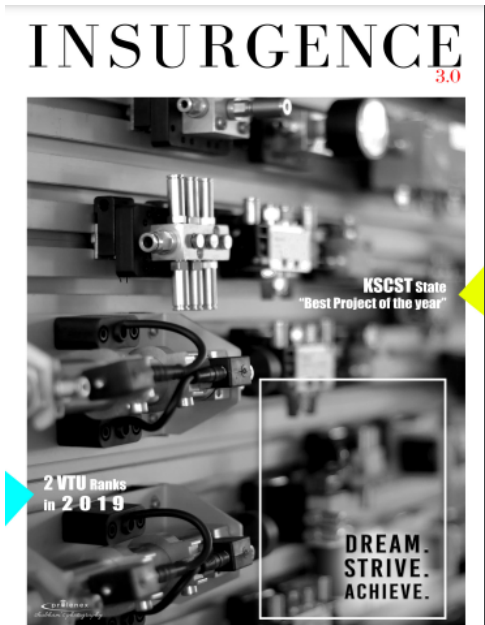 INSURGENCE
3.0
KSCST State
"Best Project of the year"
2 VTU Ranks
in 2019
DREAM.
STRIVE.
ACHIEVE.